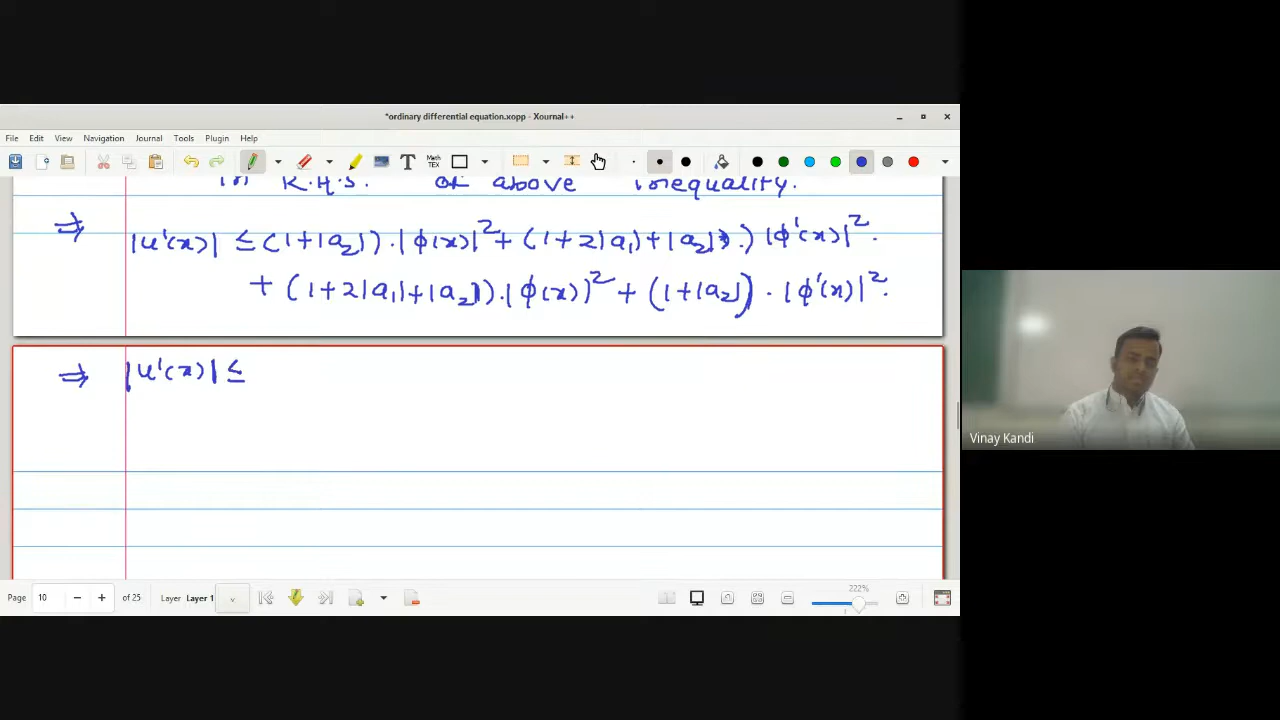 *ordinary differential equation.xopp - Xournal++
File Edit View Navigation Journal Tools Plugin Help
in R.H.S. of above inequality.
⇒ |u'(x)| ≤ (1+|a₂|).|ϕ(x)|² + (1+2|a₁|+|a₂|).) |ϕ'(x)|².
+ (1+2|a₁|+|a₂|).|ϕ(x)|² + (1+|a₂|) . |ϕ'(x)|².
⇒ |u'(x)| ≤
Vinay Kandi
Page 10 of 25 Layer Layer 1 222%